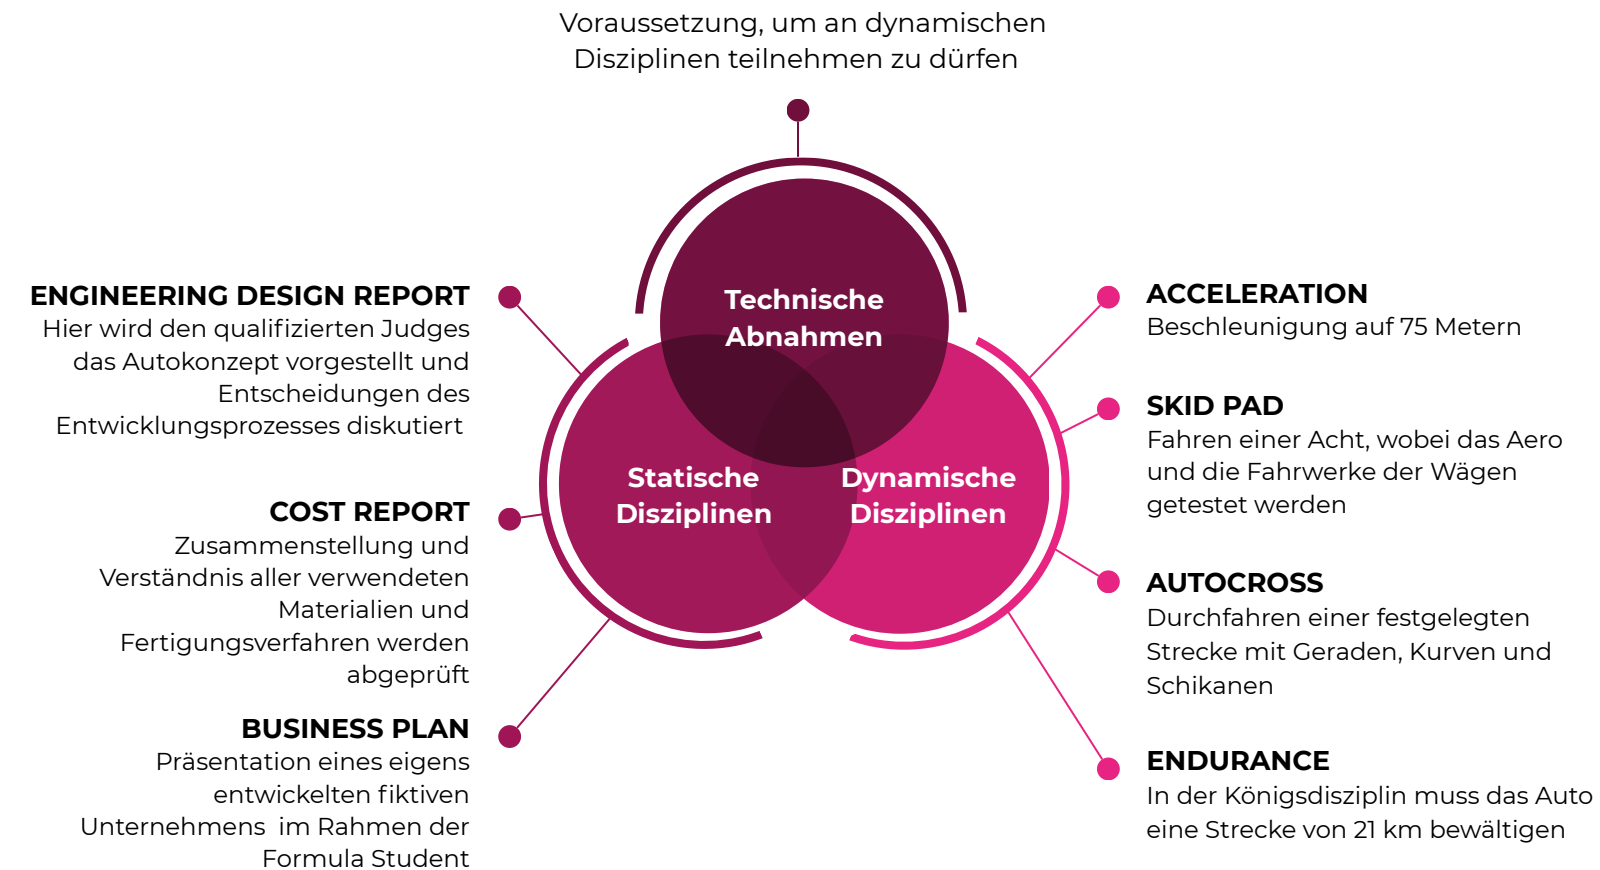 Voraussetzung, um an dynamischen
Disziplinen teilnehmen zu dürfen
Technische
Abnahmen
Statische
Disziplinen
Dynamische
Disziplinen
ENGINEERING DESIGN REPORT
Hier wird den qualifizierten Judges
das Autokonzept vorgestellt und
Entscheidungen des
Entwicklungsprozesses diskutiert
COST REPORT
Zusammenstellung und
Verständnis aller verwendeten
Materialien und
Fertigungsverfahren werden
abgeprüft
BUSINESS PLAN
Präsentation eines eigens
entwickelten fiktiven
Unternehmens im Rahmen der
Formula Student
ACCELERATION
Beschleunigung auf 75 Metern
SKID PAD
Fahren einer Acht, wobei das Aero
und die Fahrwerke der Wägen
getestet werden
AUTOCROSS
Durchfahren einer festgelegten
Strecke mit Geraden, Kurven und
Schikanen
ENDURANCE
In der Königsdisziplin muss das Auto
eine Strecke von 21 km bewältigen